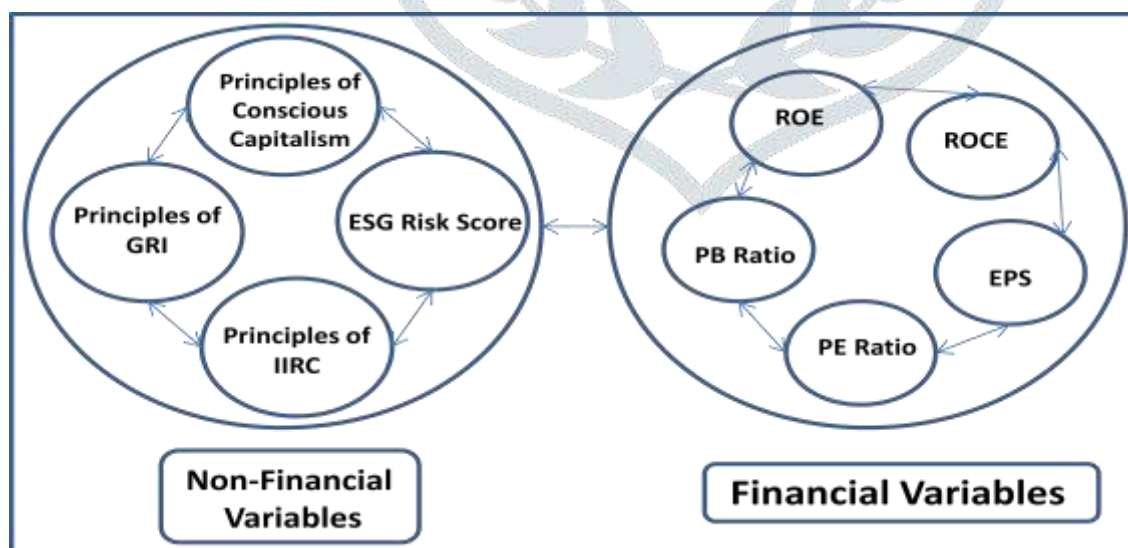 Principles of
Conscious
Capitalism
Principles of
GRI
ESG Risk Score
Principles of
IIRC
Non-Financial
Variables
ROE
ROCE
PB Ratio
EPS
PE Ratio
Financial Variables